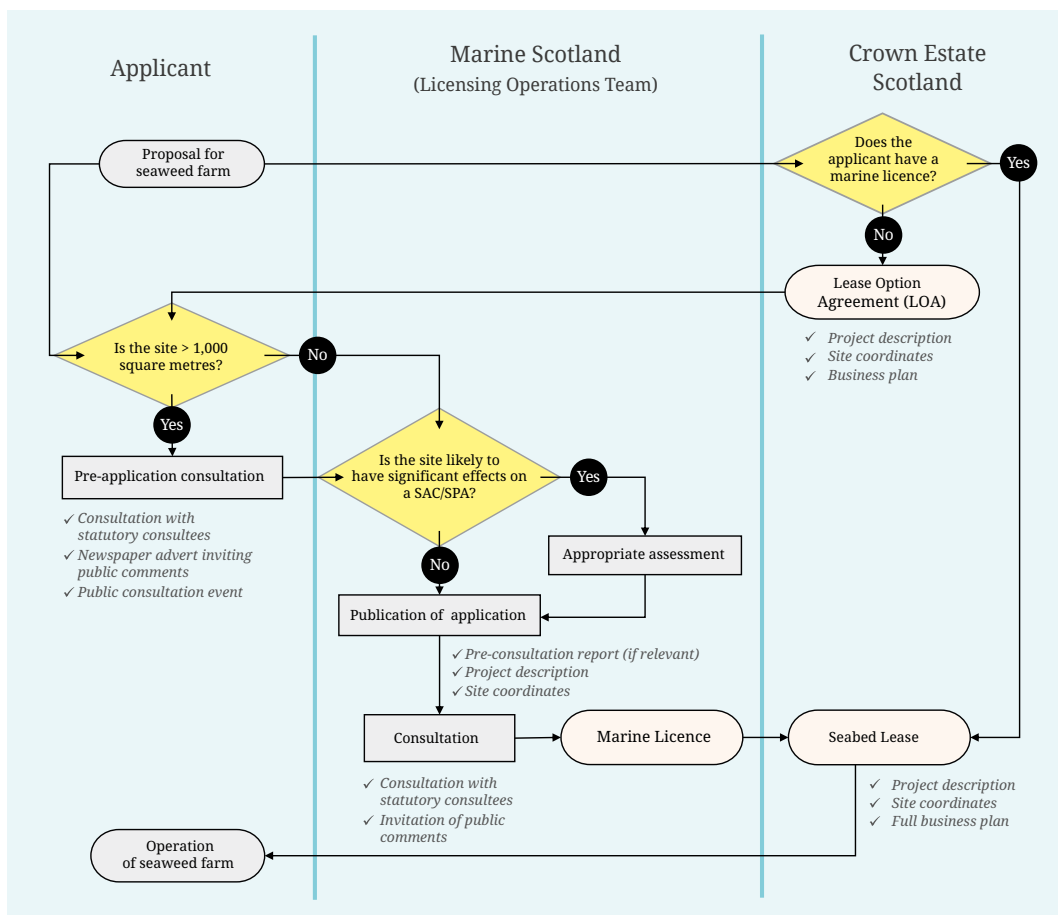 Applicant
Marine Scotland
(Licensing Operations Team)
Crown Estate
Scotland
Proposal for
seaweed farm
Does the
applicant have a
marine licence?
Yes
No
Lease Option
Agreement (LOA)
✓ Project description
✓ Site coordinates
✓ Business plan
Is the site > 1,000
square metres?
No
Yes
Pre-application consultation
✓ Consultation with
statutory consultees
✓ Newspaper advert inviting
public comments
✓ Public consultation event
Is the site likely to
have significant effects on
a SAC/SPA?
Yes
No
Appropriate assessment
Publication of application
✓ Pre-consultation report (if relevant)
✓ Project description
✓ Site coordinates
Consultation
✓ Consultation with
statutory consultees
✓ Invitation of public
comments
Marine Licence
Seabed Lease
✓ Project description
✓ Site coordinates
✓ Full business plan
Operation
of seaweed farm